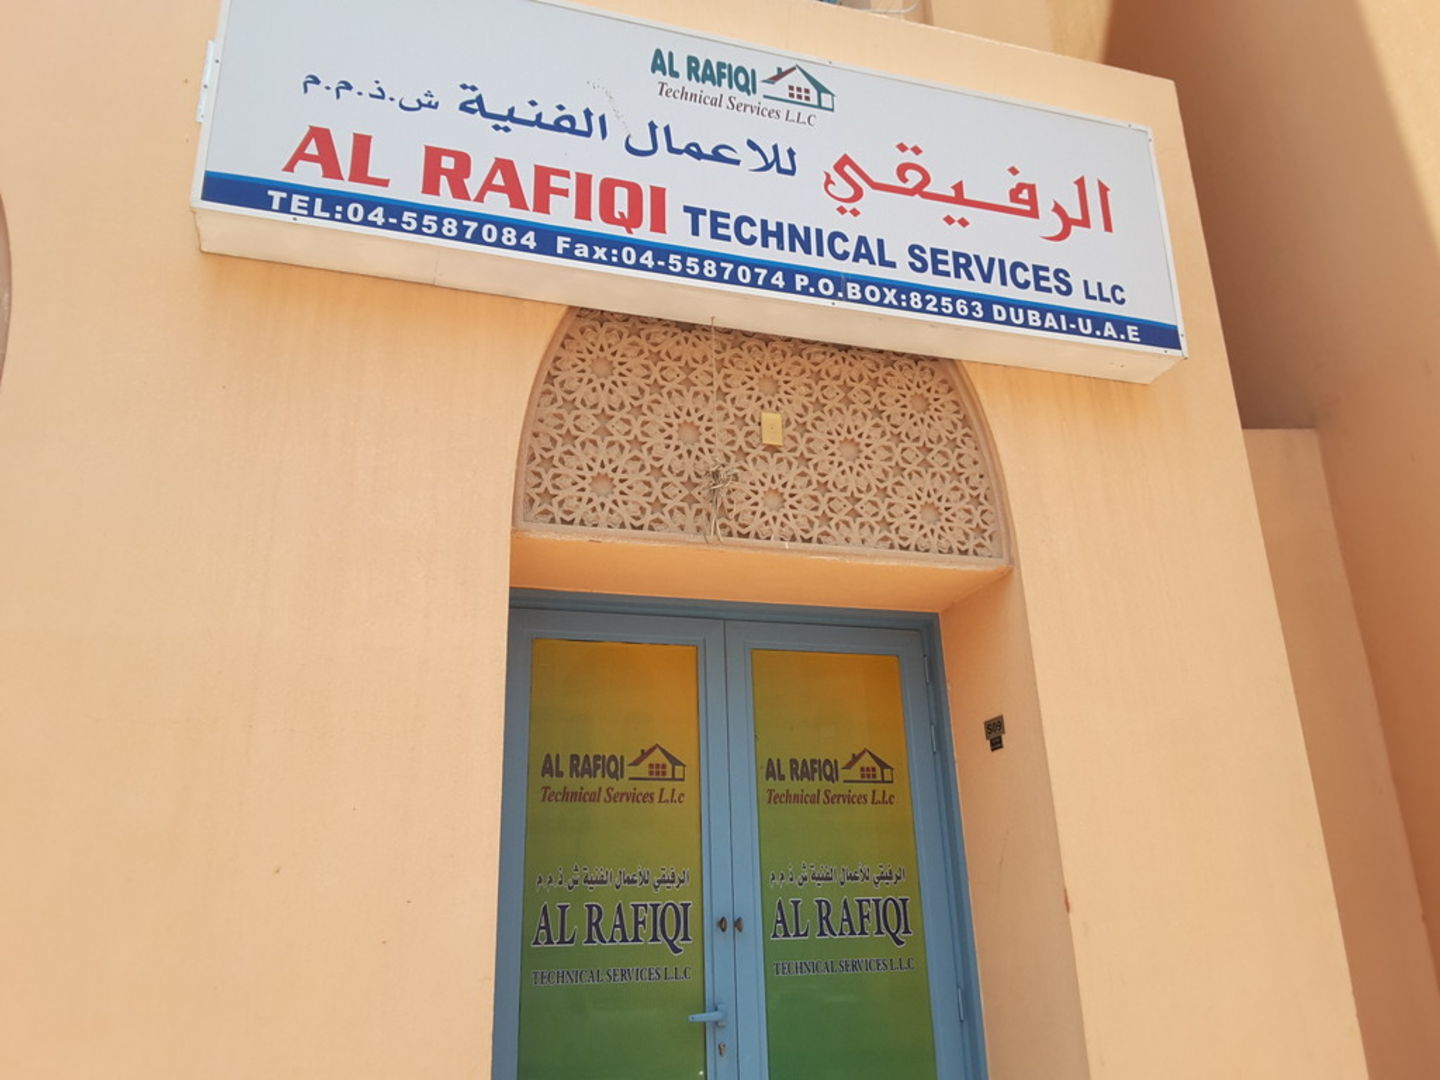 AL RAFIQI
Technical Services L.L.C
الرفيقي للاعمال الفنية ش.ذ.م.م
AL RAFIQI TECHNICAL SERVICES LLC
TEL:04-5587084 Fax:04-5587074 P.O.BOX:82563 DUBAI-U.A.E
S09
AL RAFIQI
Technical Services L.l.c
الرفيقي للأعمال الفنية ش.ذ.م.م
AL RAFIQI
TECHNICAL SERVICES L.L.C
AL RAFIQI
Technical Services L.l.c
الرفيقي للأعمال الفنية ش.ذ.م.م
AL RAFIQI
TECHNICAL SERVICES L.L.C